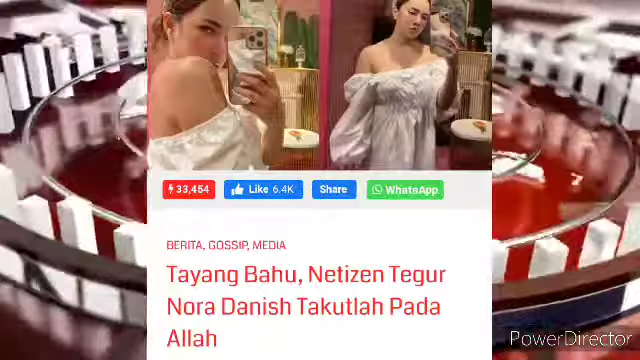 33,454 Like 6.4K Share WhatsApp
BERITA, GOSSIP, MEDIA
Tayang Bahu, Netizen Tegur
Nora Danish Takutlah Pada
Allah
PowerDirector